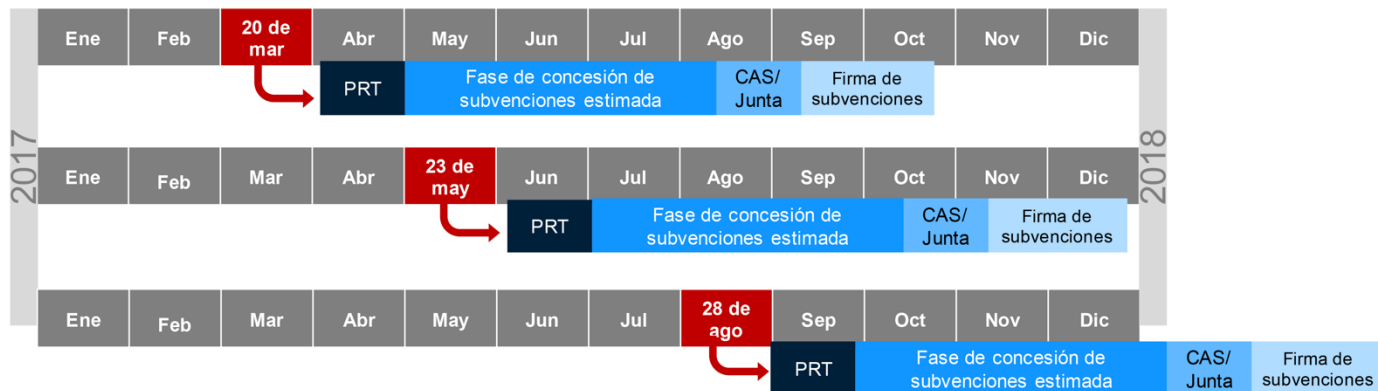 2017
2018
Ene Feb 20 de mar Abr May Jun Jul Ago Sep Oct Nov Dic
PRT Fase de concesión de subvenciones estimada CAS/ Junta Firma de subvenciones
Ene Feb Mar Abr 23 de may Jun Jul Ago Sep Oct Nov Dic
PRT Fase de concesión de subvenciones estimada CAS/ Junta Firma de subvenciones
Ene Feb Mar Abr May Jun Jul 28 de ago Sep Oct Nov Dic
PRT Fase de concesión de subvenciones estimada CAS/ Junta Firma de subvenciones